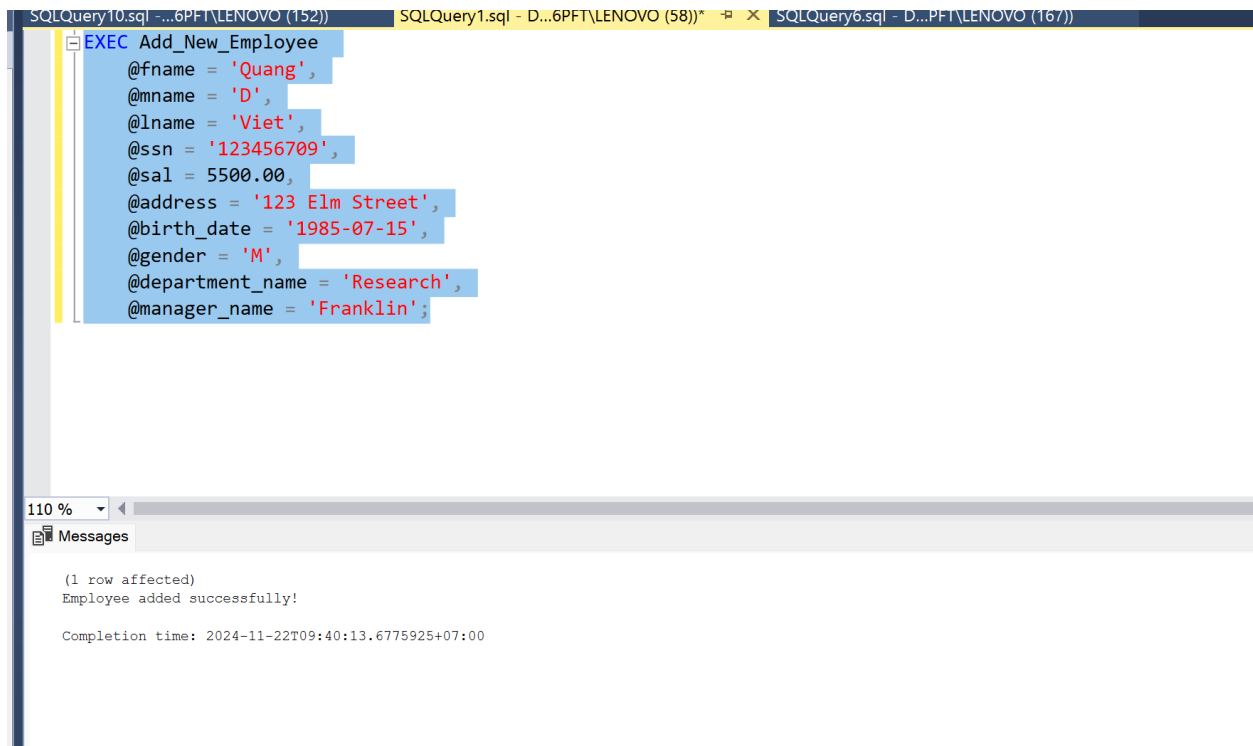 SQLQuery10.sql -...6PFT\LENOVO (152))
SQLQuery1.sql - D...6PFT\LENOVO (58))*
SQLQuery6.sql - D...PFT\LENOVO (167))
EXEC Add_New_Employee
@fname = 'Quang',
@mname = 'D',
@lname = 'Viet',
@ssn = '123456709',
@sal = 5500.00,
@address = '123 Elm Street',
@birth_date = '1985-07-15',
@gender = 'M',
@department_name = 'Research',
@manager_name = 'Franklin';
110 %
Messages
(1 row affected)
Employee added successfully!
Completion time: 2024-11-22T09:40:13.6775925+07:00